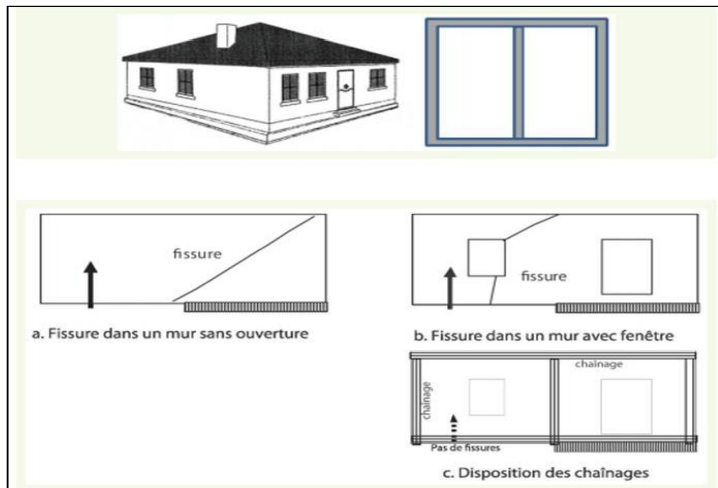 fissure
a. Fissure dans un mur sans ouverture
fissure
b. Fissure dans un mur avec fenêtre
chaînage
chaînage
Pas de fissures
c. Disposition des chaînages